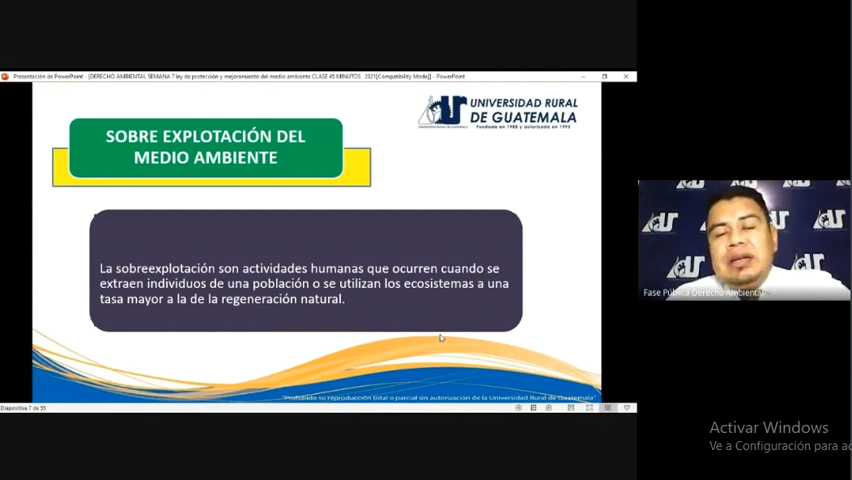 Presentación de PowerPoint - [DERECHO AMBIENTAL SEMANA 7 ley de protección y mejoramiento del medio ambiente CLASE 45 MINUTOS 2021[Compatibility Mode]] - PowerPoint
UNIVERSIDAD RURAL
DE GUATEMALA
Fundada en 1988 y autorizada en 1995
SOBRE EXPLOTACIÓN DEL
MEDIO AMBIENTE
La sobreexplotación son actividades humanas que ocurren cuando se
extraen individuos de una población o se utilizan los ecosistemas a una
tasa mayor a la de la regeneración natural.
"Prohibido su reproducción total o parcial sin autorización de la Universidad Rural de Guatemala"
Diapositiva 7 de 55
Fase Pública Derecho Ambiental
Activar Windows
Ve a Configuración para ac